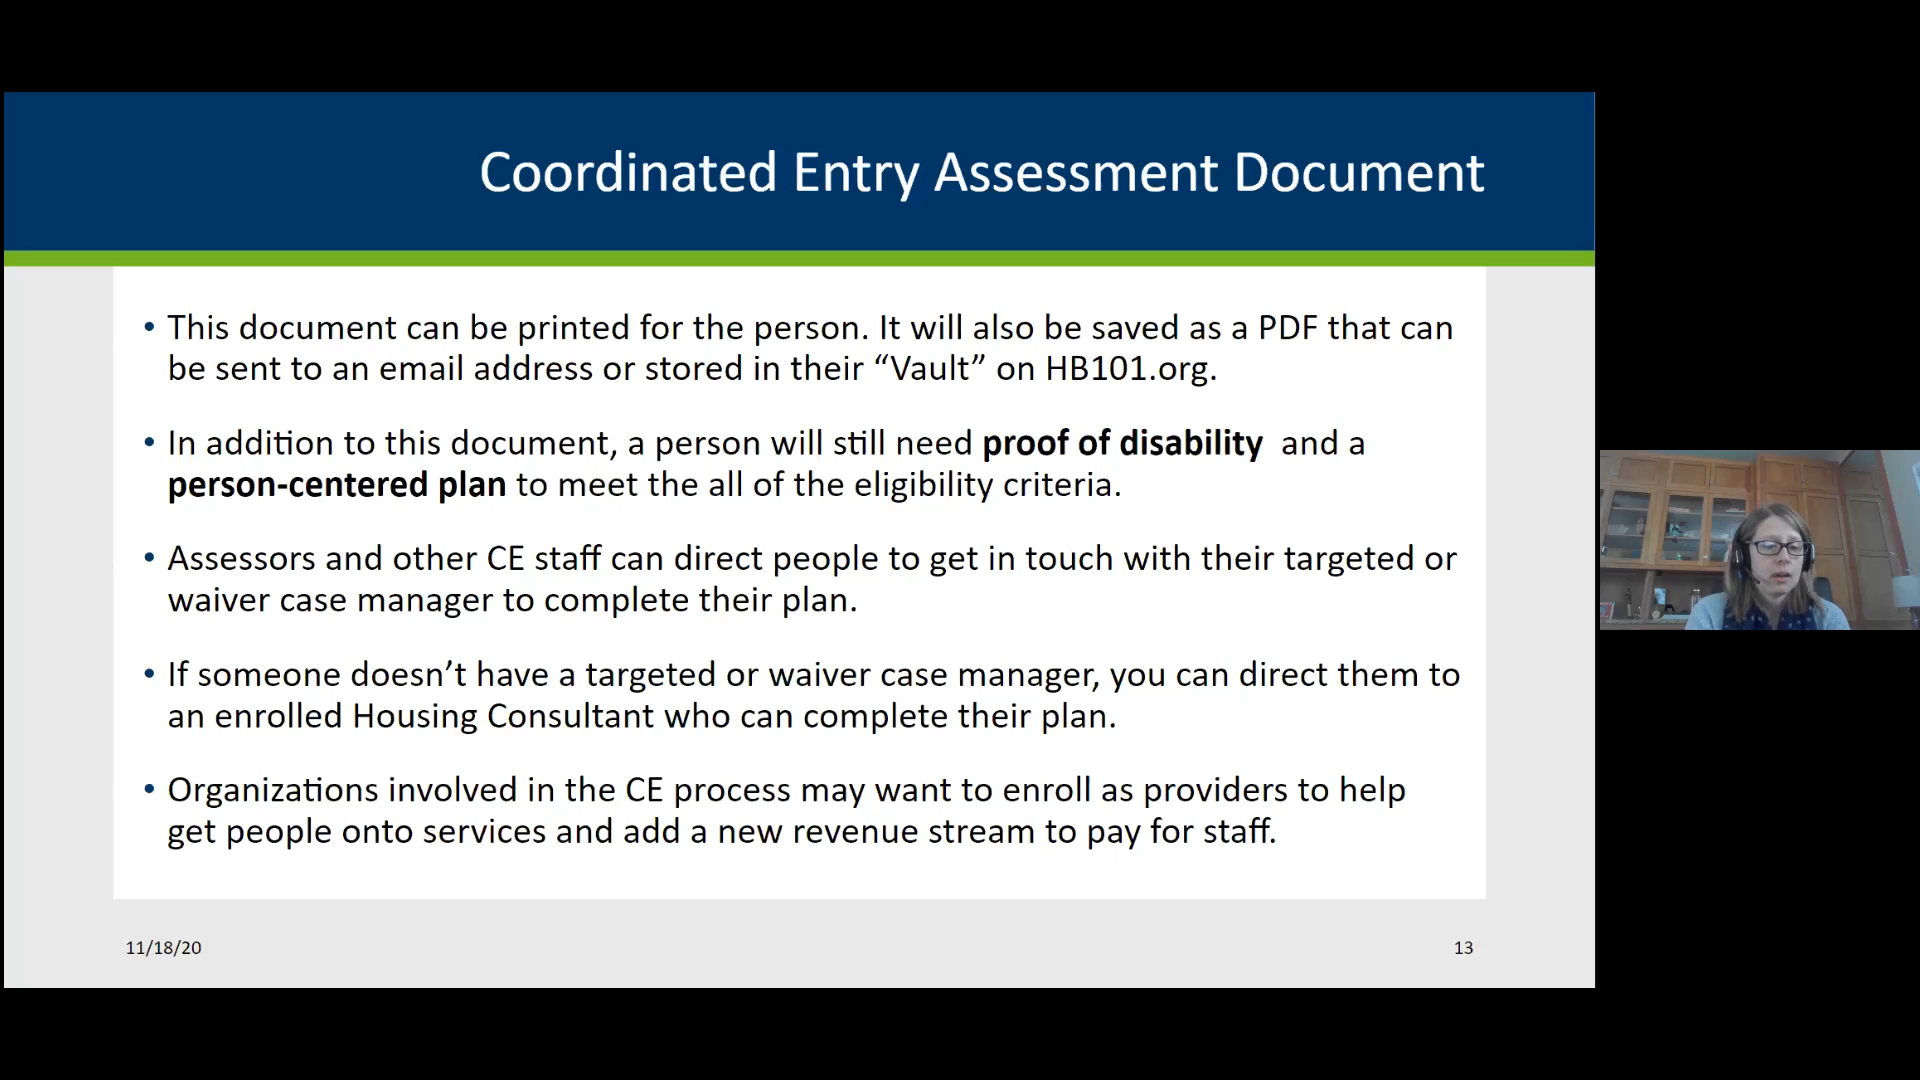 Coordinated Entry Assessment Document
• This document can be printed for the person. It will also be saved as a PDF that can
be sent to an email address or stored in their “Vault” on HB101.org.
• In addition to this document, a person will still need proof of disability and a
person-centered plan to meet the all of the eligibility criteria.
• Assessors and other CE staff can direct people to get in touch with their targeted or
waiver case manager to complete their plan.
• If someone doesn’t have a targeted or waiver case manager, you can direct them to
an enrolled Housing Consultant who can complete their plan.
• Organizations involved in the CE process may want to enroll as providers to help
get people onto services and add a new revenue stream to pay for staff.
11/18/20
13